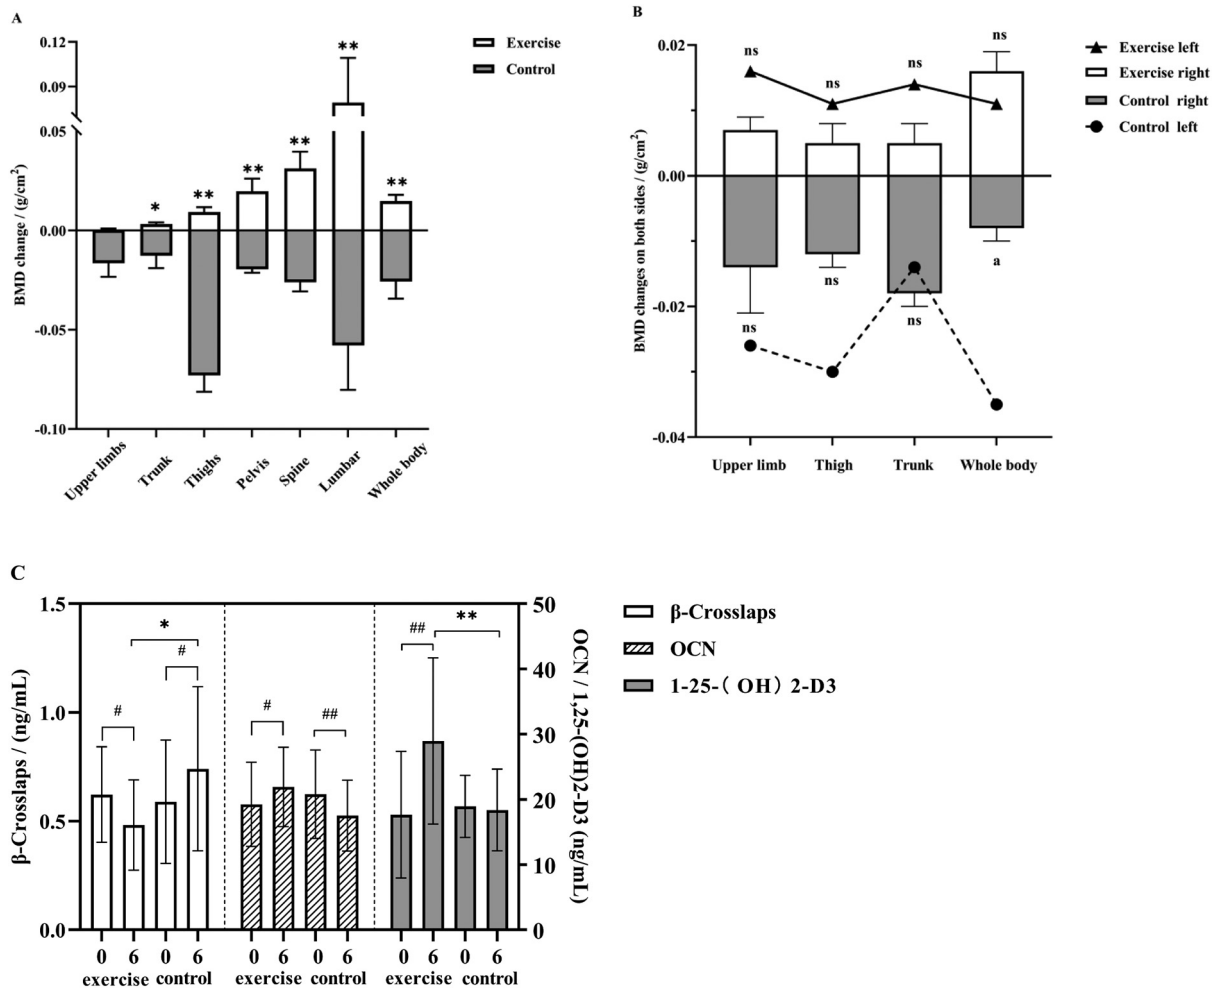 A
0.12
0.09
0.05
0.00
-0.05
-0.10
BMD change / (g/cm²)
*
**
**
**
**
**
Exercise
Control
Upper limbs
Trunk
Thighs
Pelvis
Spine
Lumbar
Whole body
B
0.02
0.00
-0.02
-0.04
BMD changes on both sides / (g/cm²)
ns
ns
ns
ns
ns
ns
ns
a
Exercise left
Exercise right
Control right
Control left
Upper limb
Thigh
Trunk
Whole body
C
1.5
1.0
0.5
0.0
β-Crosslaps / (ng/mL)
#
*
#
#
##
##
**
50
40
30
20
10
0
OCN / 1,25-(OH)2-D3 (ng/mL)
β-Crosslaps
OCN
1-25-( OH ) 2-D3
0 6 0 6 0 6 0 6 0 6 0 6
exercise control exercise control exercise control